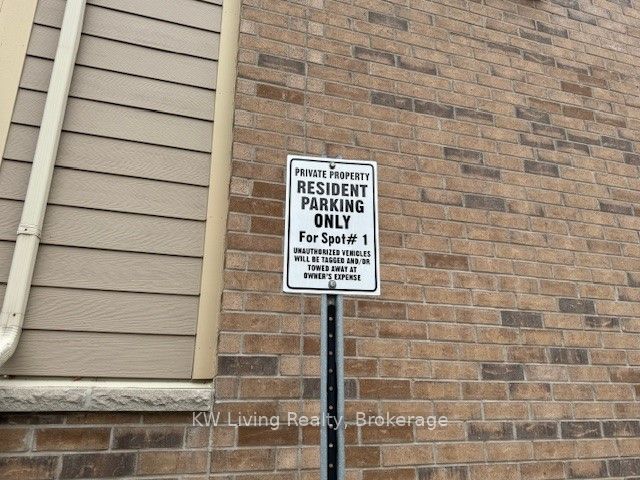 PRIVATE PROPERTY
RESIDENT
PARKING
ONLY
For Spot# 1
UNAUTHORIZED VEHICLES
WILL BE TAGGED AND/OR
TOWED AWAY AT
OWNER'S EXPENSE
KW Living Realty, Brokerage